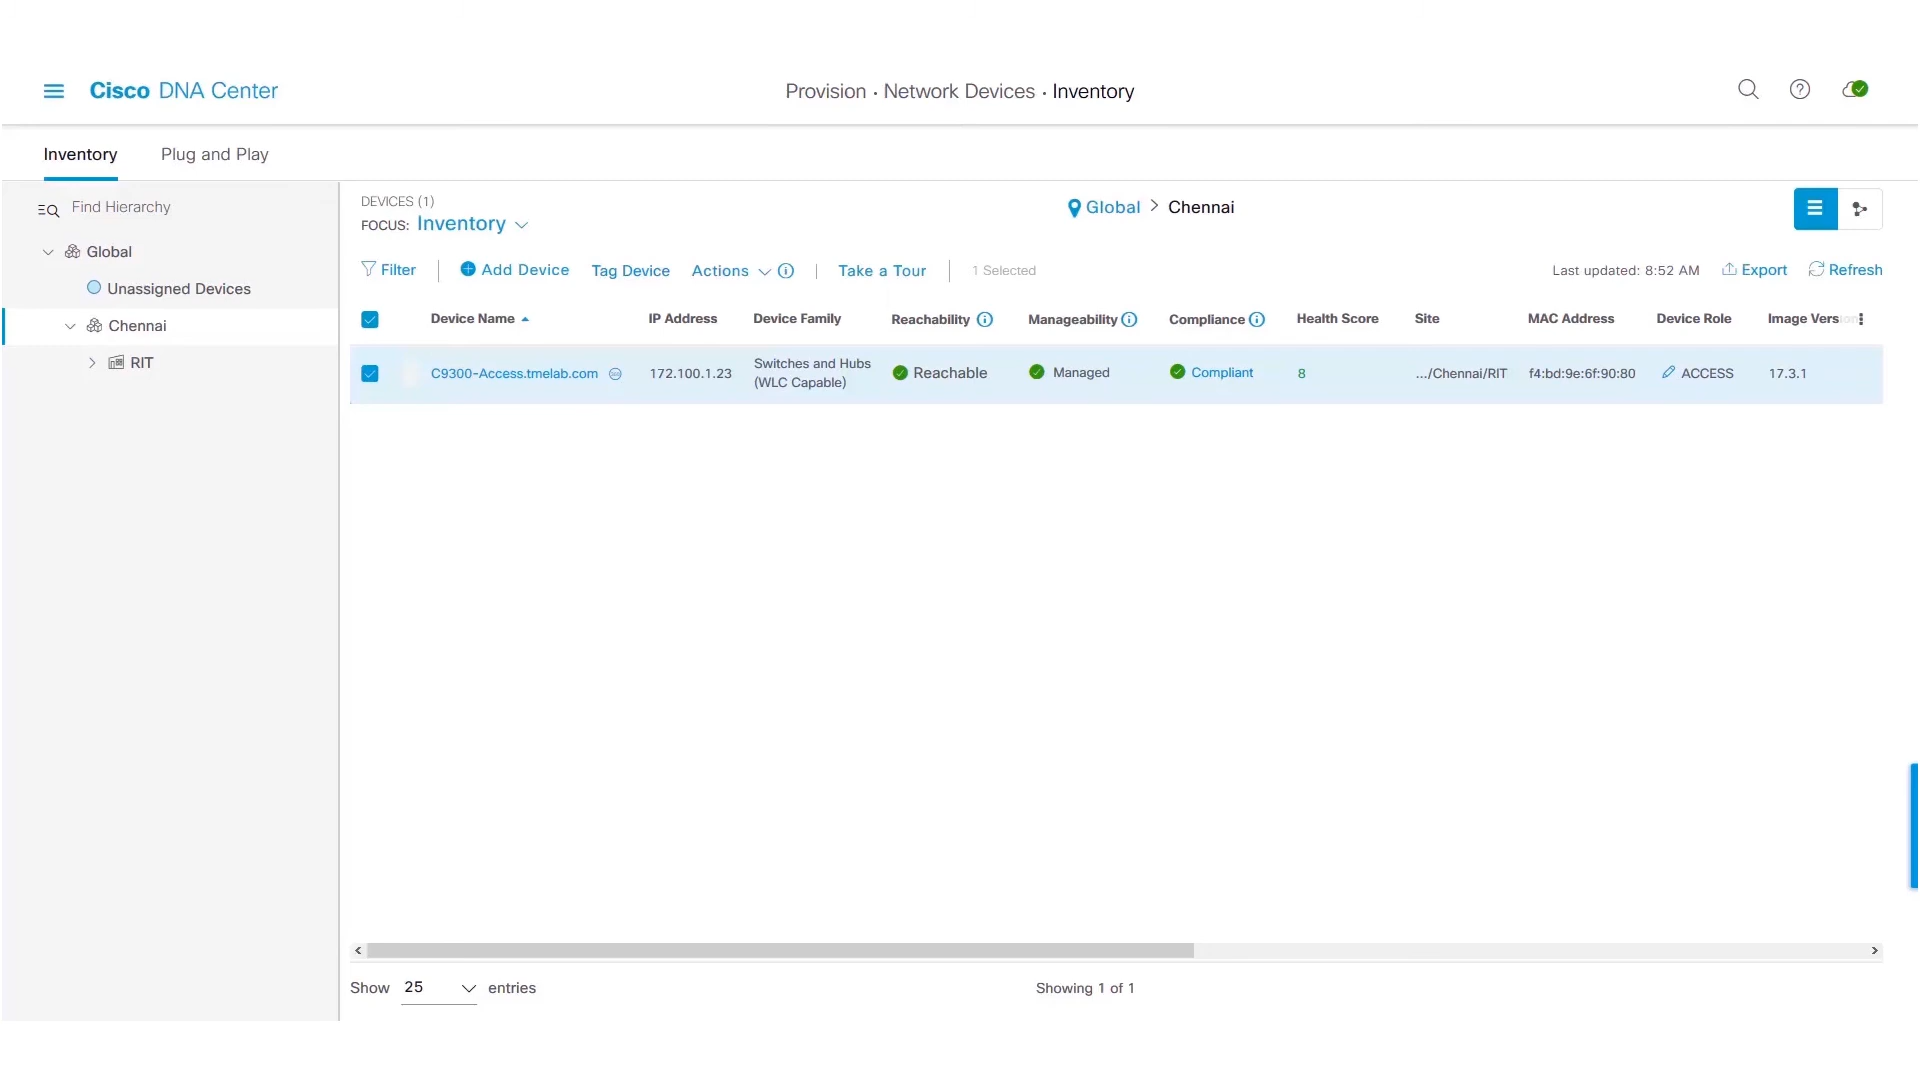 Cisco DNA Center
Provision · Network Devices · Inventory
Inventory
Plug and Play
Find Hierarchy
Global
Unassigned Devices
Chennai
RIT
DEVICES (1)
FOCUS: Inventory
Global > Chennai
Filter
Add Device
Tag Device
Actions
Take a Tour
1 Selected
Last updated: 8:52 AM
Export
Refresh
Device Name
IP Address
Device Family
Reachability
Manageability
Compliance
Health Score
Site
MAC Address
Device Role
Image Version
C9300-Access.tmelab.com
172.100.1.23
Switches and Hubs
(WLC Capable)
Reachable
Managed
Compliant
8
.../Chennai/RIT
f4:bd:9e:6f:90:80
ACCESS
17.3.1
Show 25 entries
Showing 1 of 1